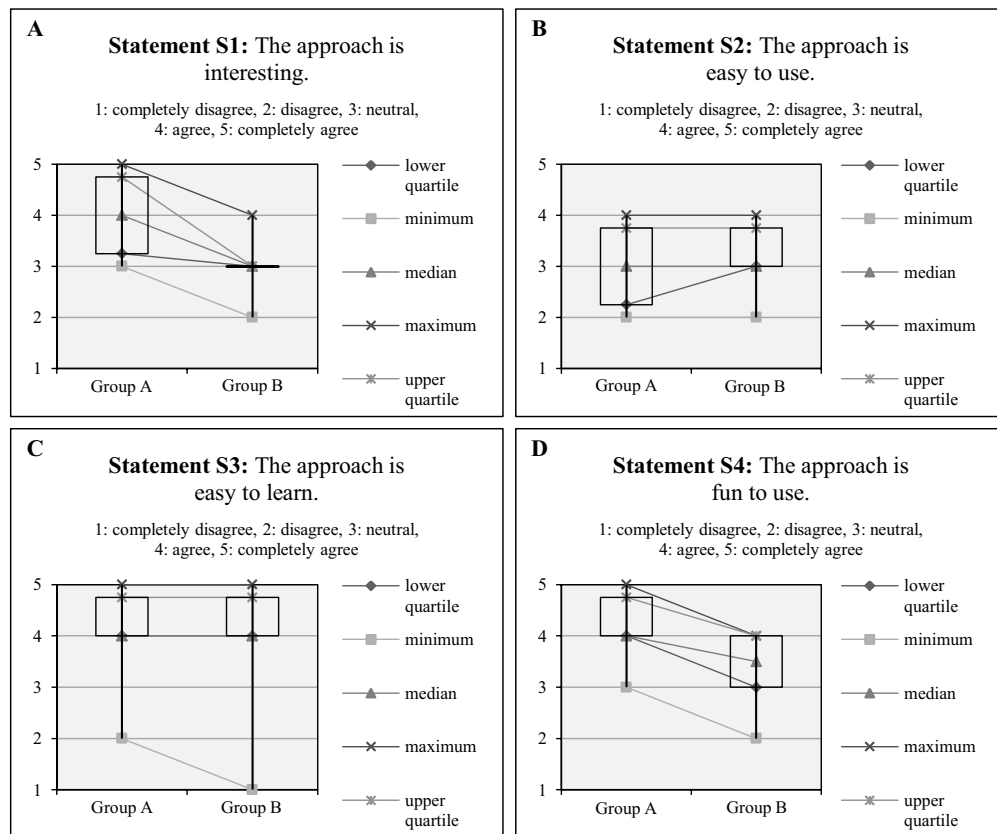 A
Statement S1: The approach is
interesting.
1: completely disagree, 2: disagree, 3: neutral,
4: agree, 5: completely agree
5
4
3
2
1
Group A
Group B
lower
quartile
minimum
median
maximum
upper
quartile
B
Statement S2: The approach is
easy to use.
1: completely disagree, 2: disagree, 3: neutral,
4: agree, 5: completely agree
5
4
3
2
1
Group A
Group B
lower
quartile
minimum
median
maximum
upper
quartile
C
Statement S3: The approach is
easy to learn.
1: completely disagree, 2: disagree, 3: neutral,
4: agree, 5: completely agree
5
4
3
2
1
Group A
Group B
lower
quartile
minimum
median
maximum
upper
quartile
D
Statement S4: The approach is
fun to use.
1: completely disagree, 2: disagree, 3: neutral,
4: agree, 5: completely agree
5
4
3
2
1
Group A
Group B
lower
quartile
minimum
median
maximum
upper
quartile